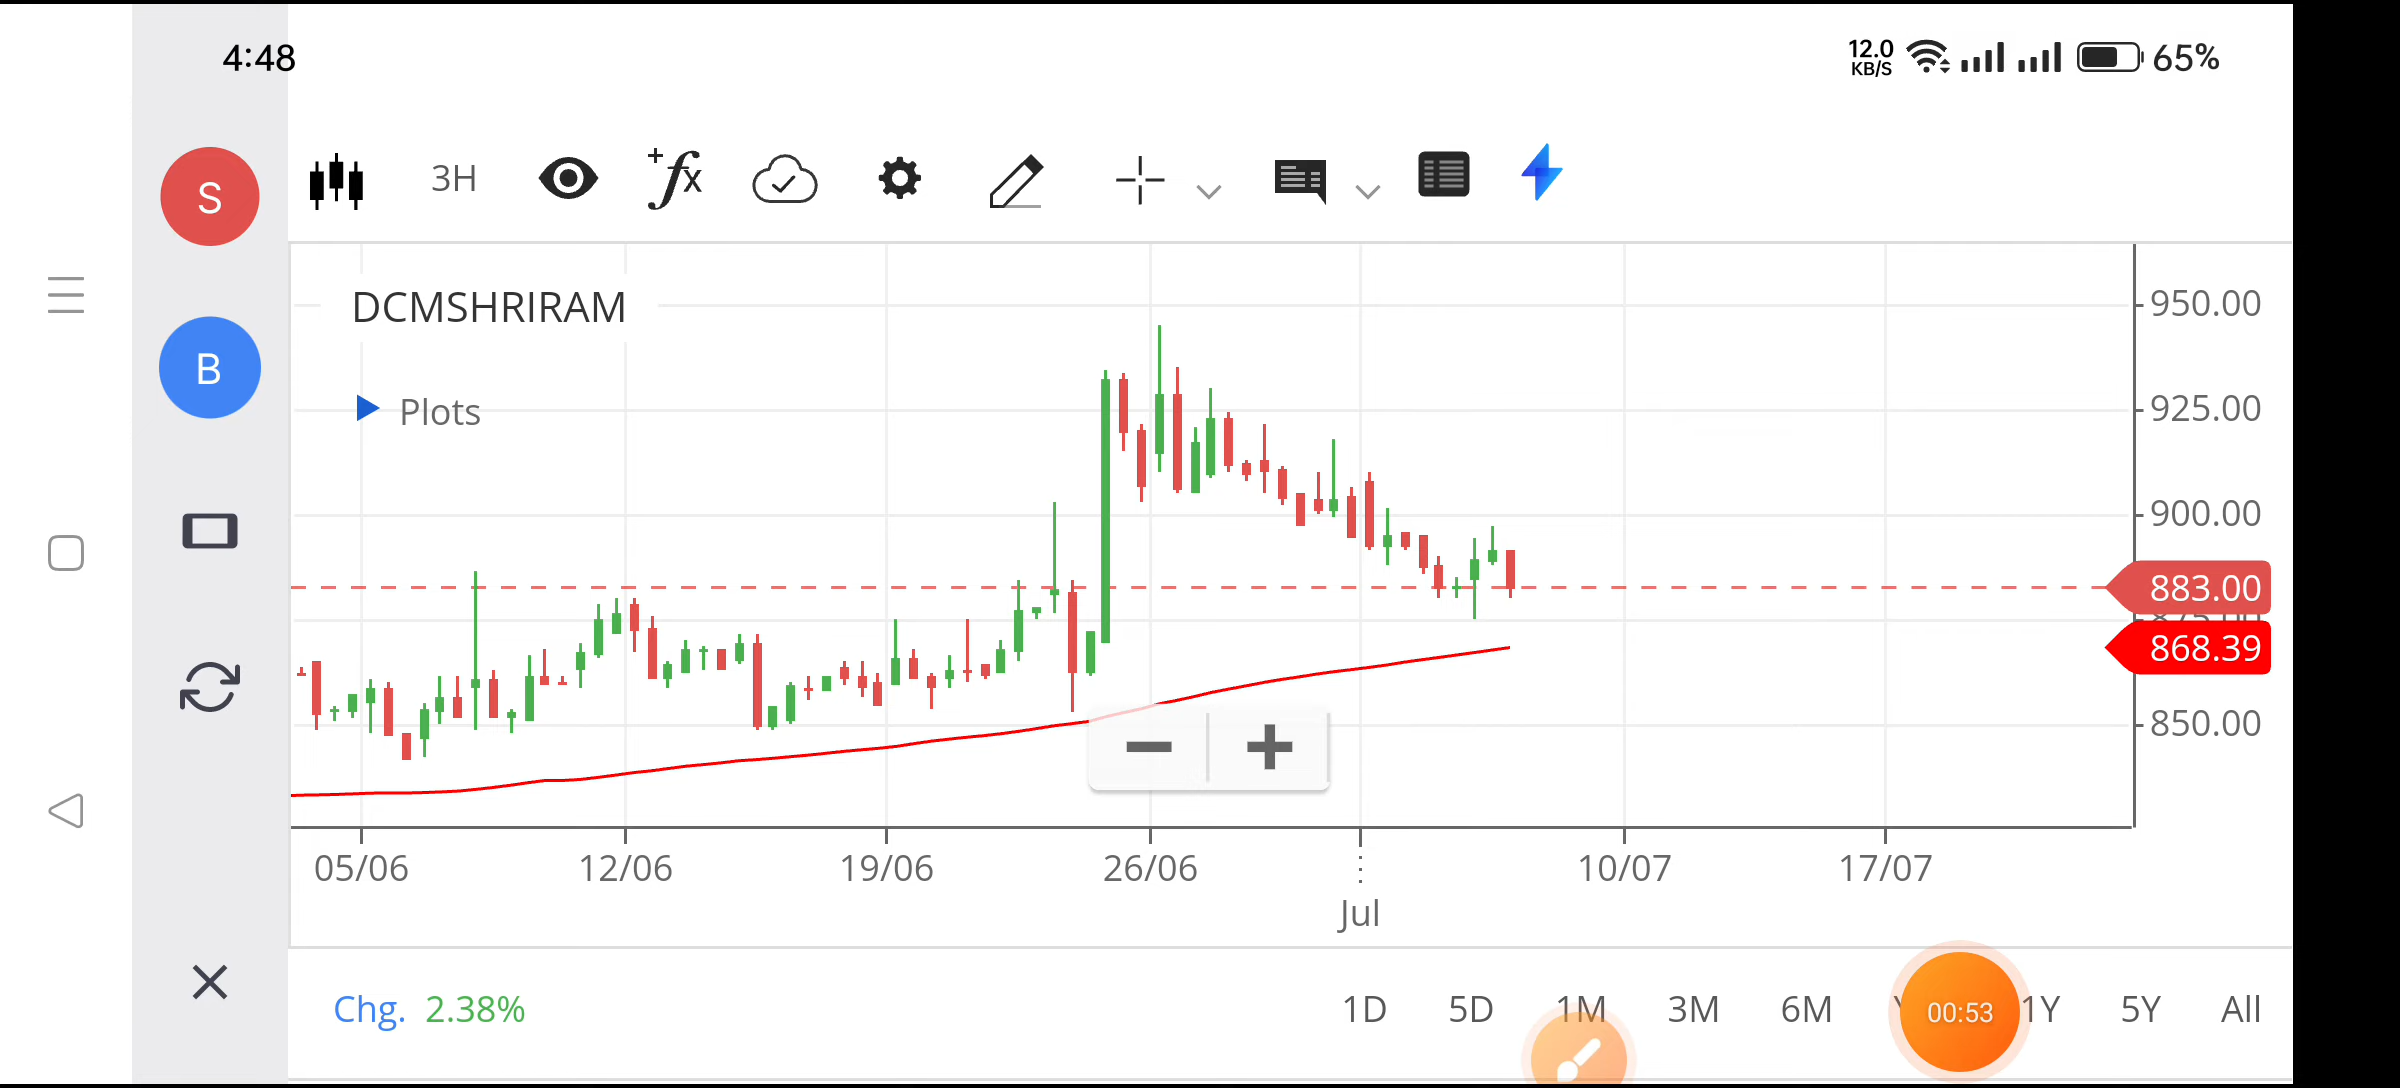 4:48
12.0
KB/S
65%
S
3H
+fx
B
DCMSHRIRAM
Plots
950.00
925.00
900.00
883.00
868.39
850.00
05/06
12/06
19/06
26/06
10/07
17/07
Jul
Chg. 2.38%
1D
5D
1M
3M
6M
00:53
1Y
5Y
All